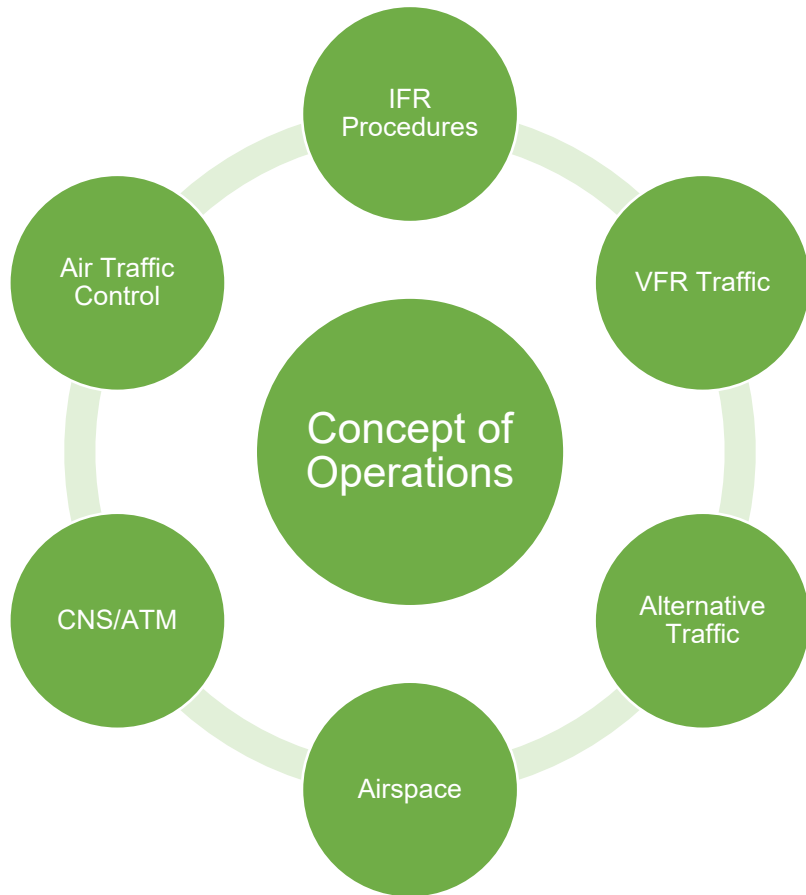 IFR
Procedures
Air Traffic
Control
VFR Traffic
Concept of
Operations
CNS/ATM
Alternative
Traffic
Airspace